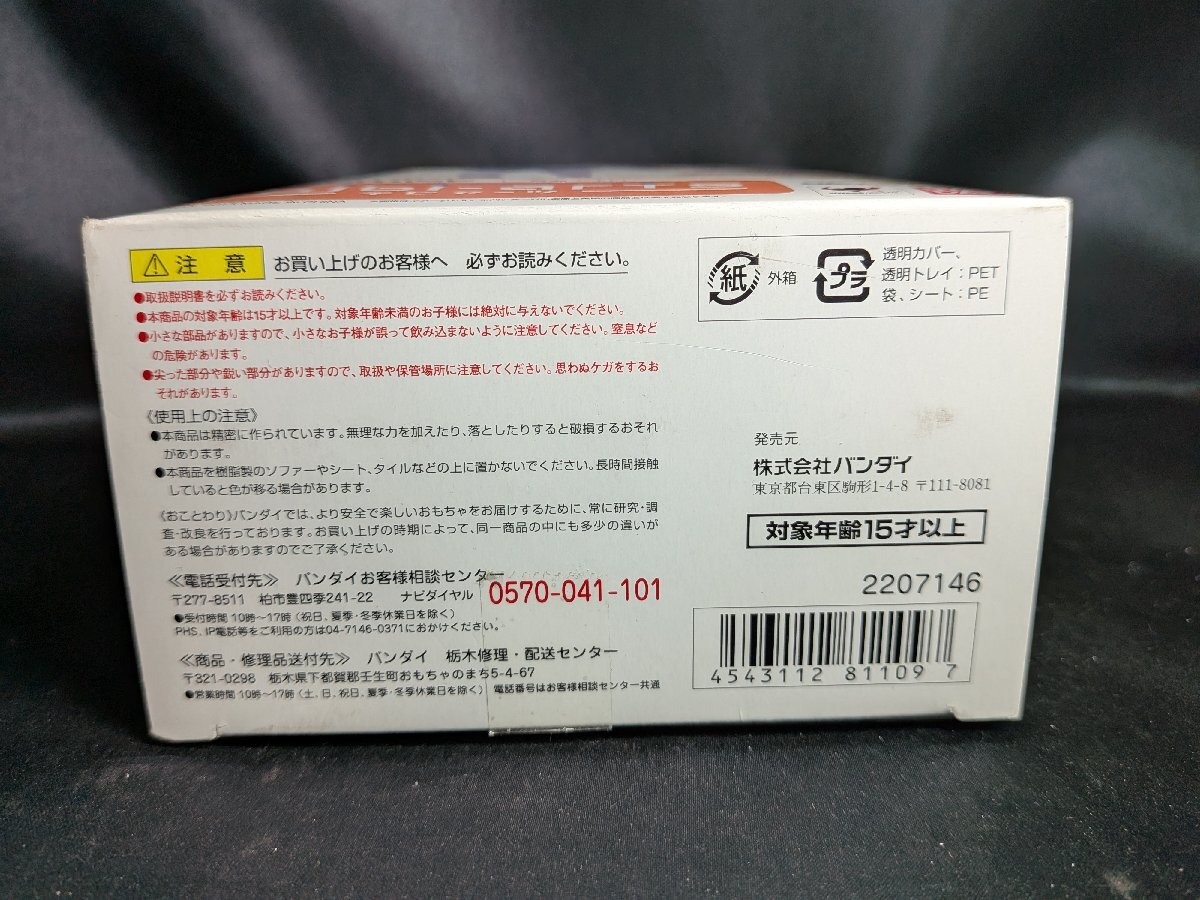 注 意 お買い上げのお客様へ 必ずお読みください。
●取扱説明書を必ずお読みください。
●本商品の対象年齢は15才以上です。対象年齢未満のお子様には絶対に与えないでください。
●小さな部品がありますので、小さなお子様が誤って飲み込まないように注意してください。窒息など
の危険があります。
●尖った部分や鋭い部分がありますので、取扱や保管場所に注意してください。思わぬケガをするお
それがあります。
《使用上の注意》
●本商品は精密に作られています。無理な力を加えたり、落としたりすると破損するおそれ
があります。
●本商品を樹脂製のソファーやシート、タイルなどの上に置かないでください。長時間接触
していると色が移る場合があります。
《おことわり》バンダイでは、より安全で楽しいおもちゃをお届けするために、常に研究・調
査・改良を行っております。お買い上げの時期によって、同一商品の中にも多少の違いが
ある場合がありますのでご了承ください。
≪電話受付先≫ バンダイお客様相談センター
〒277-8511 柏市豊四季241-22 ナビダイヤル 0570-041-101
●受付時間 10時～17時（祝日、夏季・冬季休業日を除く）
PHS、IP電話等をご利用の方は04-7146-0371におかけください。
≪商品・修理品送付先≫ バンダイ 栃木修理・配送センター
〒321-0298 栃木県下都賀郡壬生町おもちゃのまち5-4-67
●営業時間 10時～17時（土、日、祝日、夏季・冬季休業日を除く） 電話番号はお客様相談センター共通
紙 外箱
プラ
透明カバー、
透明トレイ：PET
袋、シート：PE
発売元
株式会社バンダイ
東京都台東区駒形1-4-8 〒111-8081
対象年齢15才以上
2207146
4543112 811097